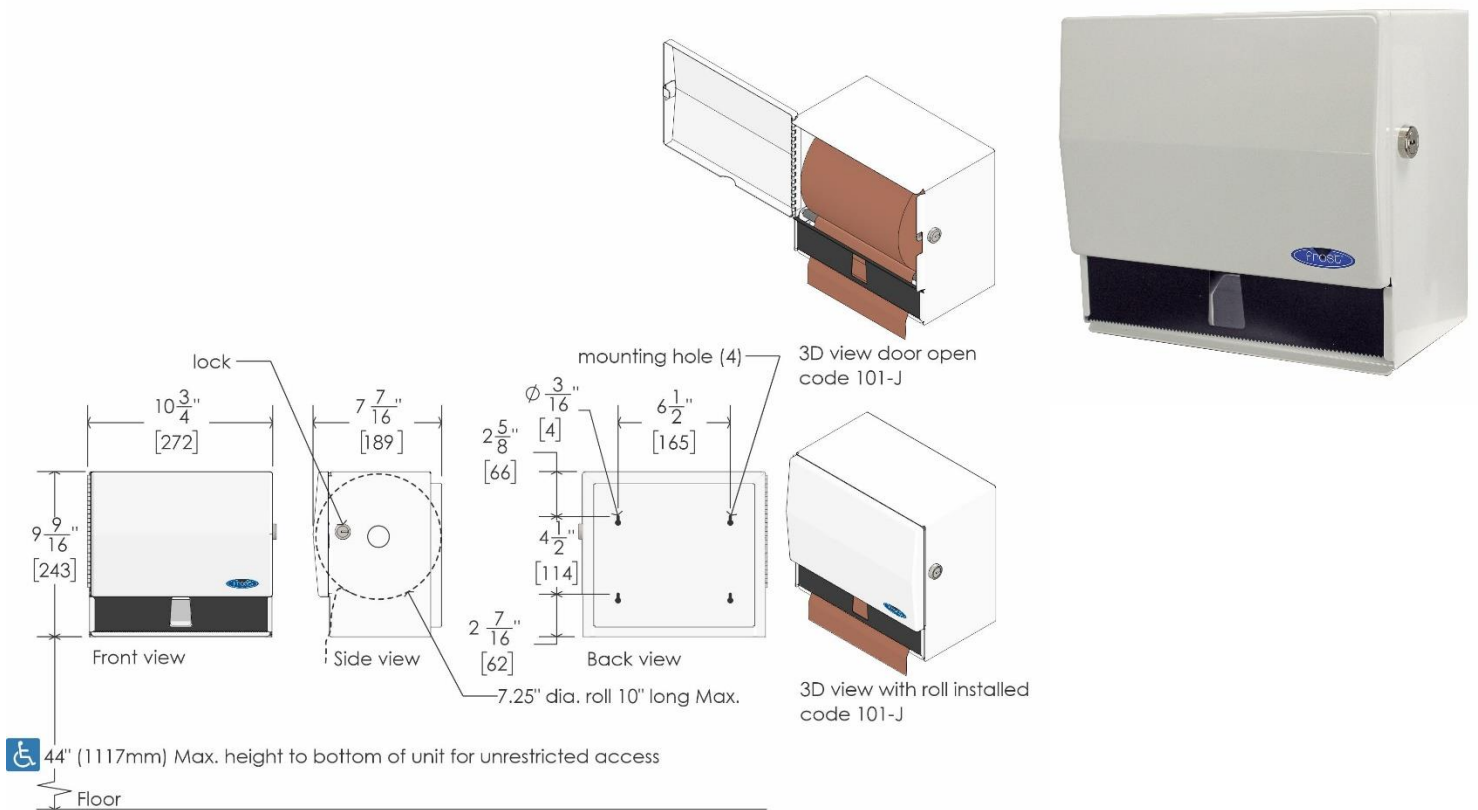 frost
lock
mounting hole (4)
3D view door open
code 101-J
10 3/4"
[272]
7 7/16"
[189]
Ø 3/16"
[4]
6 1/2"
[165]
2 5/8"
[66]
9 9/16"
[243]
4 1/2"
[114]
2 7/16"
[62]
frost
Front view
Side view
Back view
7.25" dia. roll 10" long Max.
frost
3D view with roll installed
code 101-J
44" (1117mm) Max. height to bottom of unit for unrestricted access
Floor